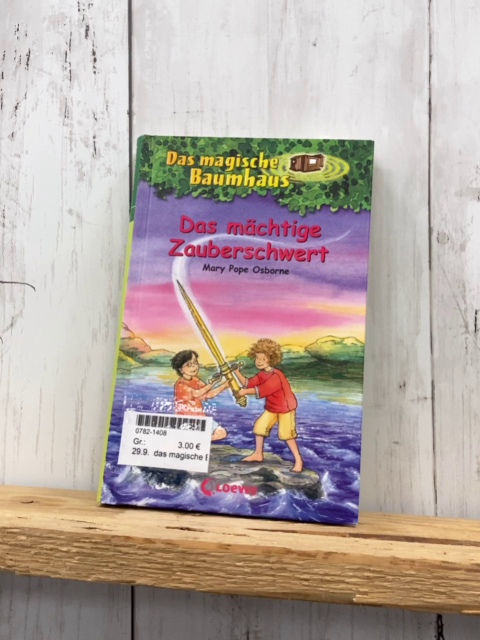 Das magische
Baumhaus
Das mächtige
Zauberschwert
Mary Pope Osborne
0782-1408
Gr.: 3.00 €
29.9. das magische B
Loewe